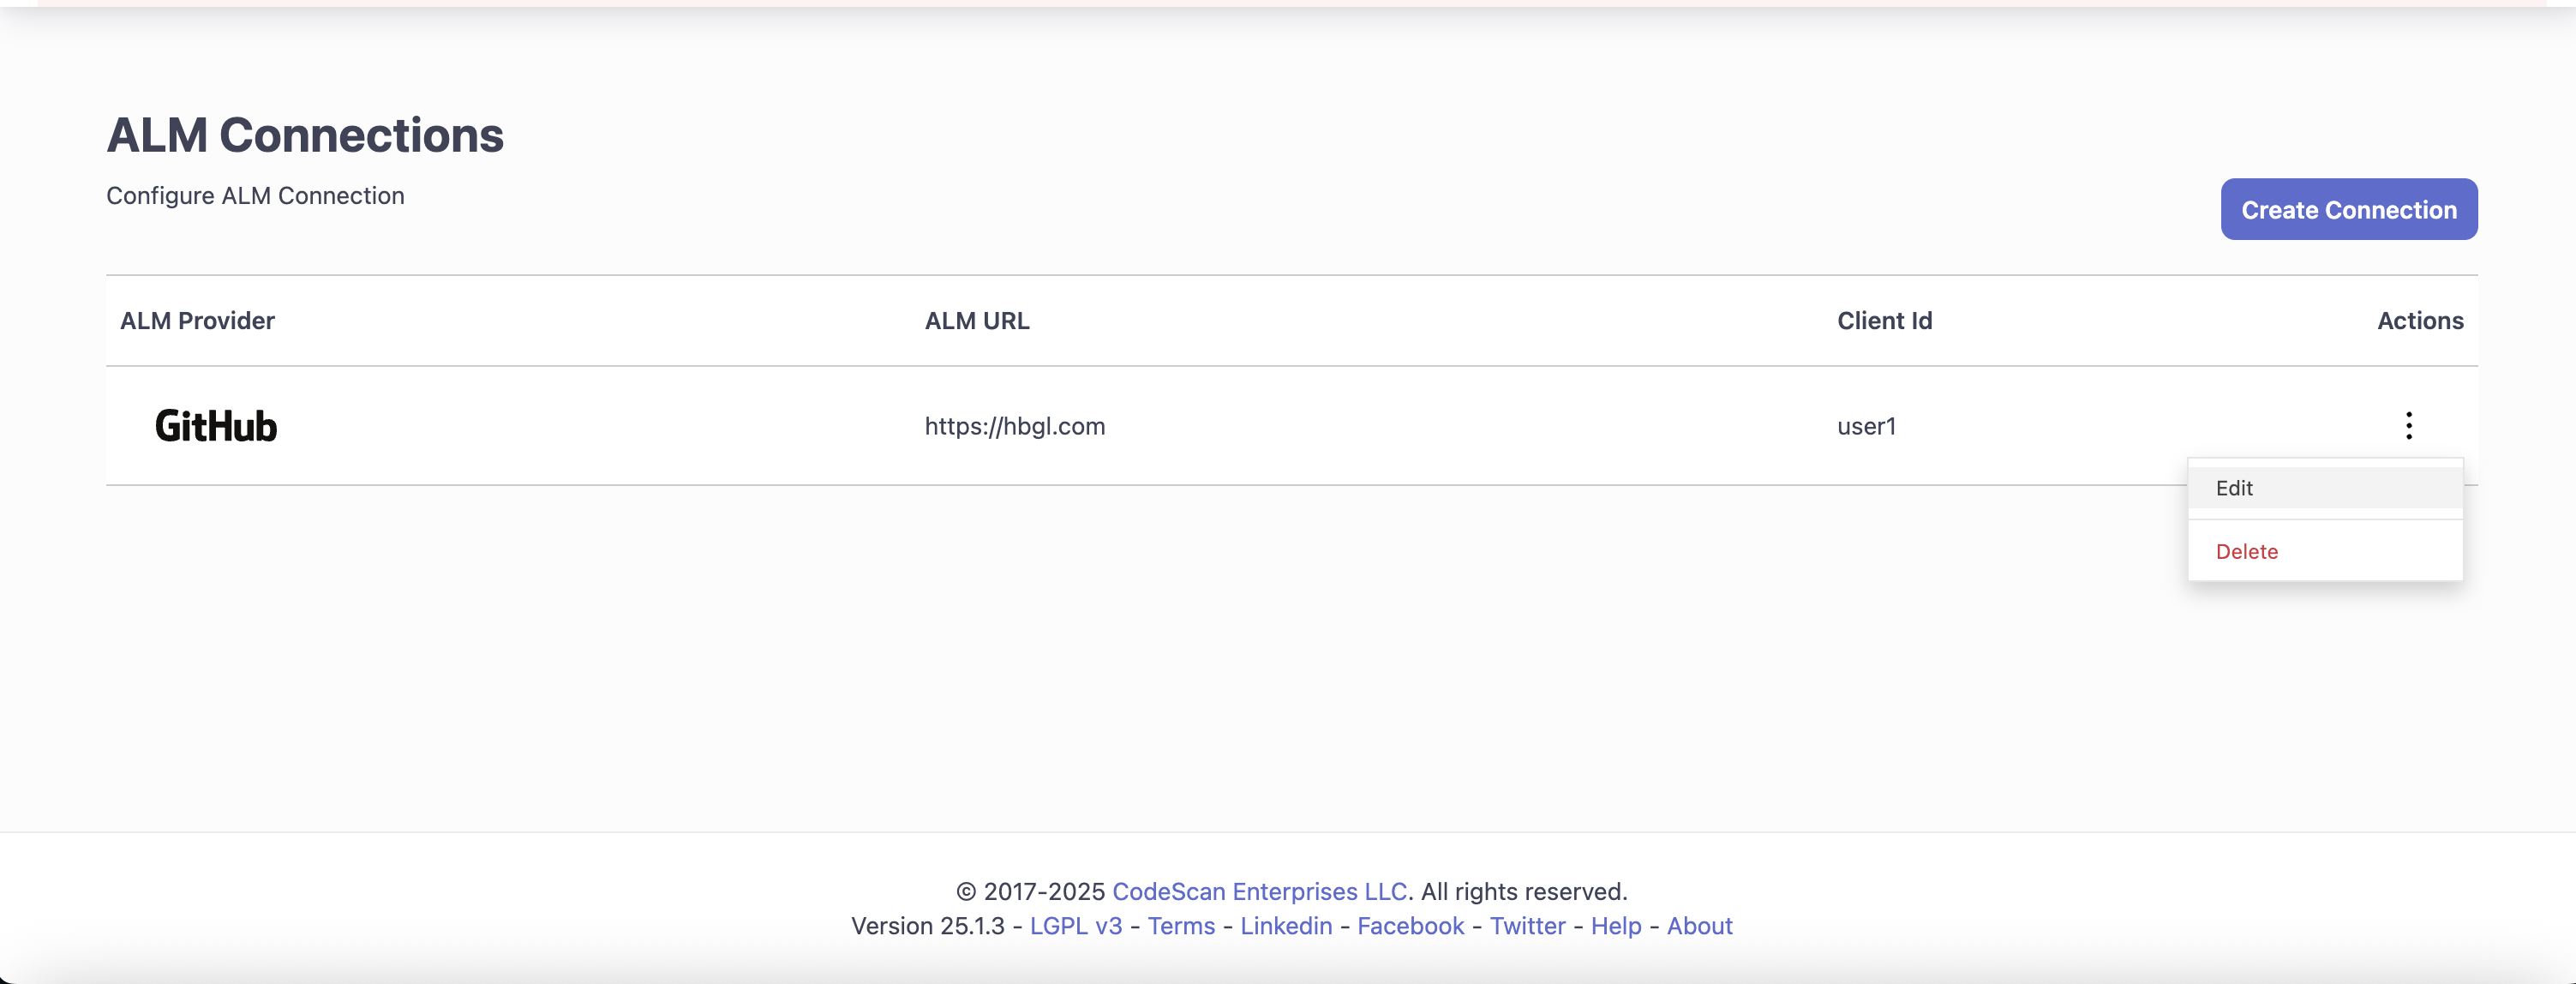 ALM Connections
Configure ALM Connection
Create Connection
ALM Provider ALM URL Client Id Actions
GitHub https://hbgl.com user1
Edit
Delete
© 2017-2025 CodeScan Enterprises LLC. All rights reserved.
Version 25.1.3 - LGPL v3 - Terms - Linkedin - Facebook - Twitter - Help - About